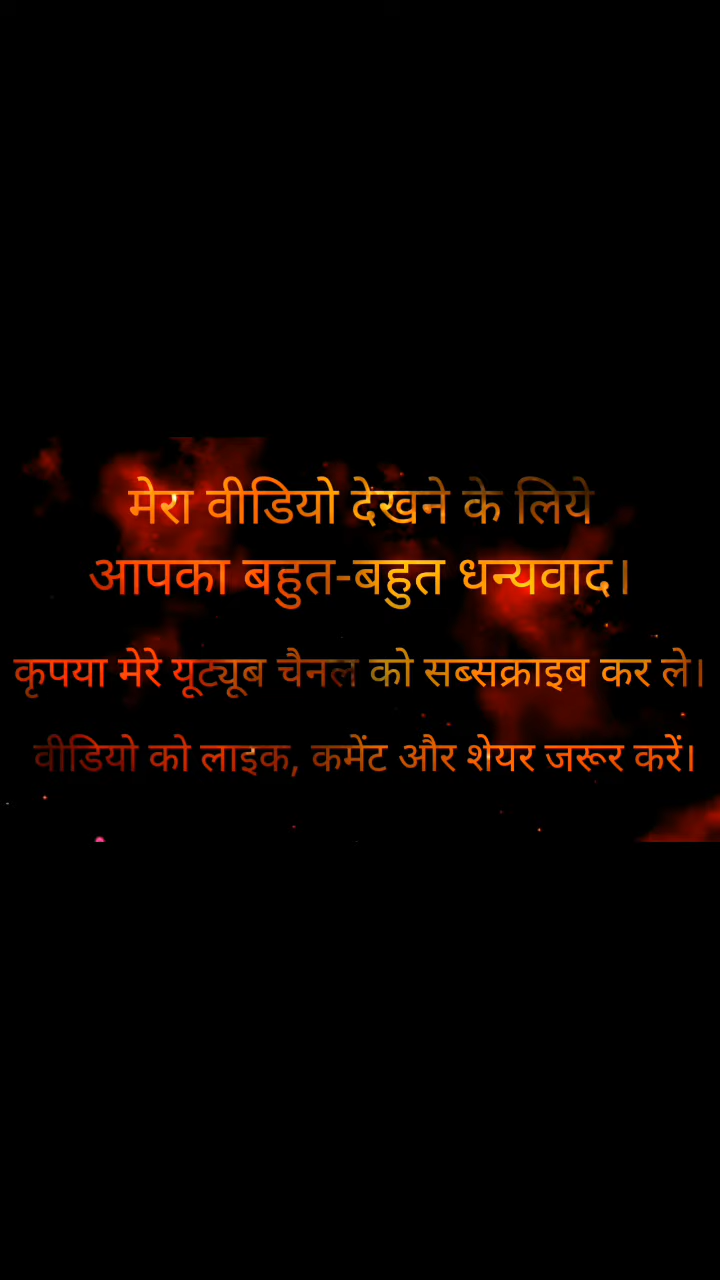 मेरा वीडियो देखने के लिये
आपका बहुत-बहुत धन्यवाद।
कृपया मेरे यूट्यूब चैनल को सब्सक्राइब कर ले।
वीडियो को लाइक, कमेंट और शेयर जरूर करें।